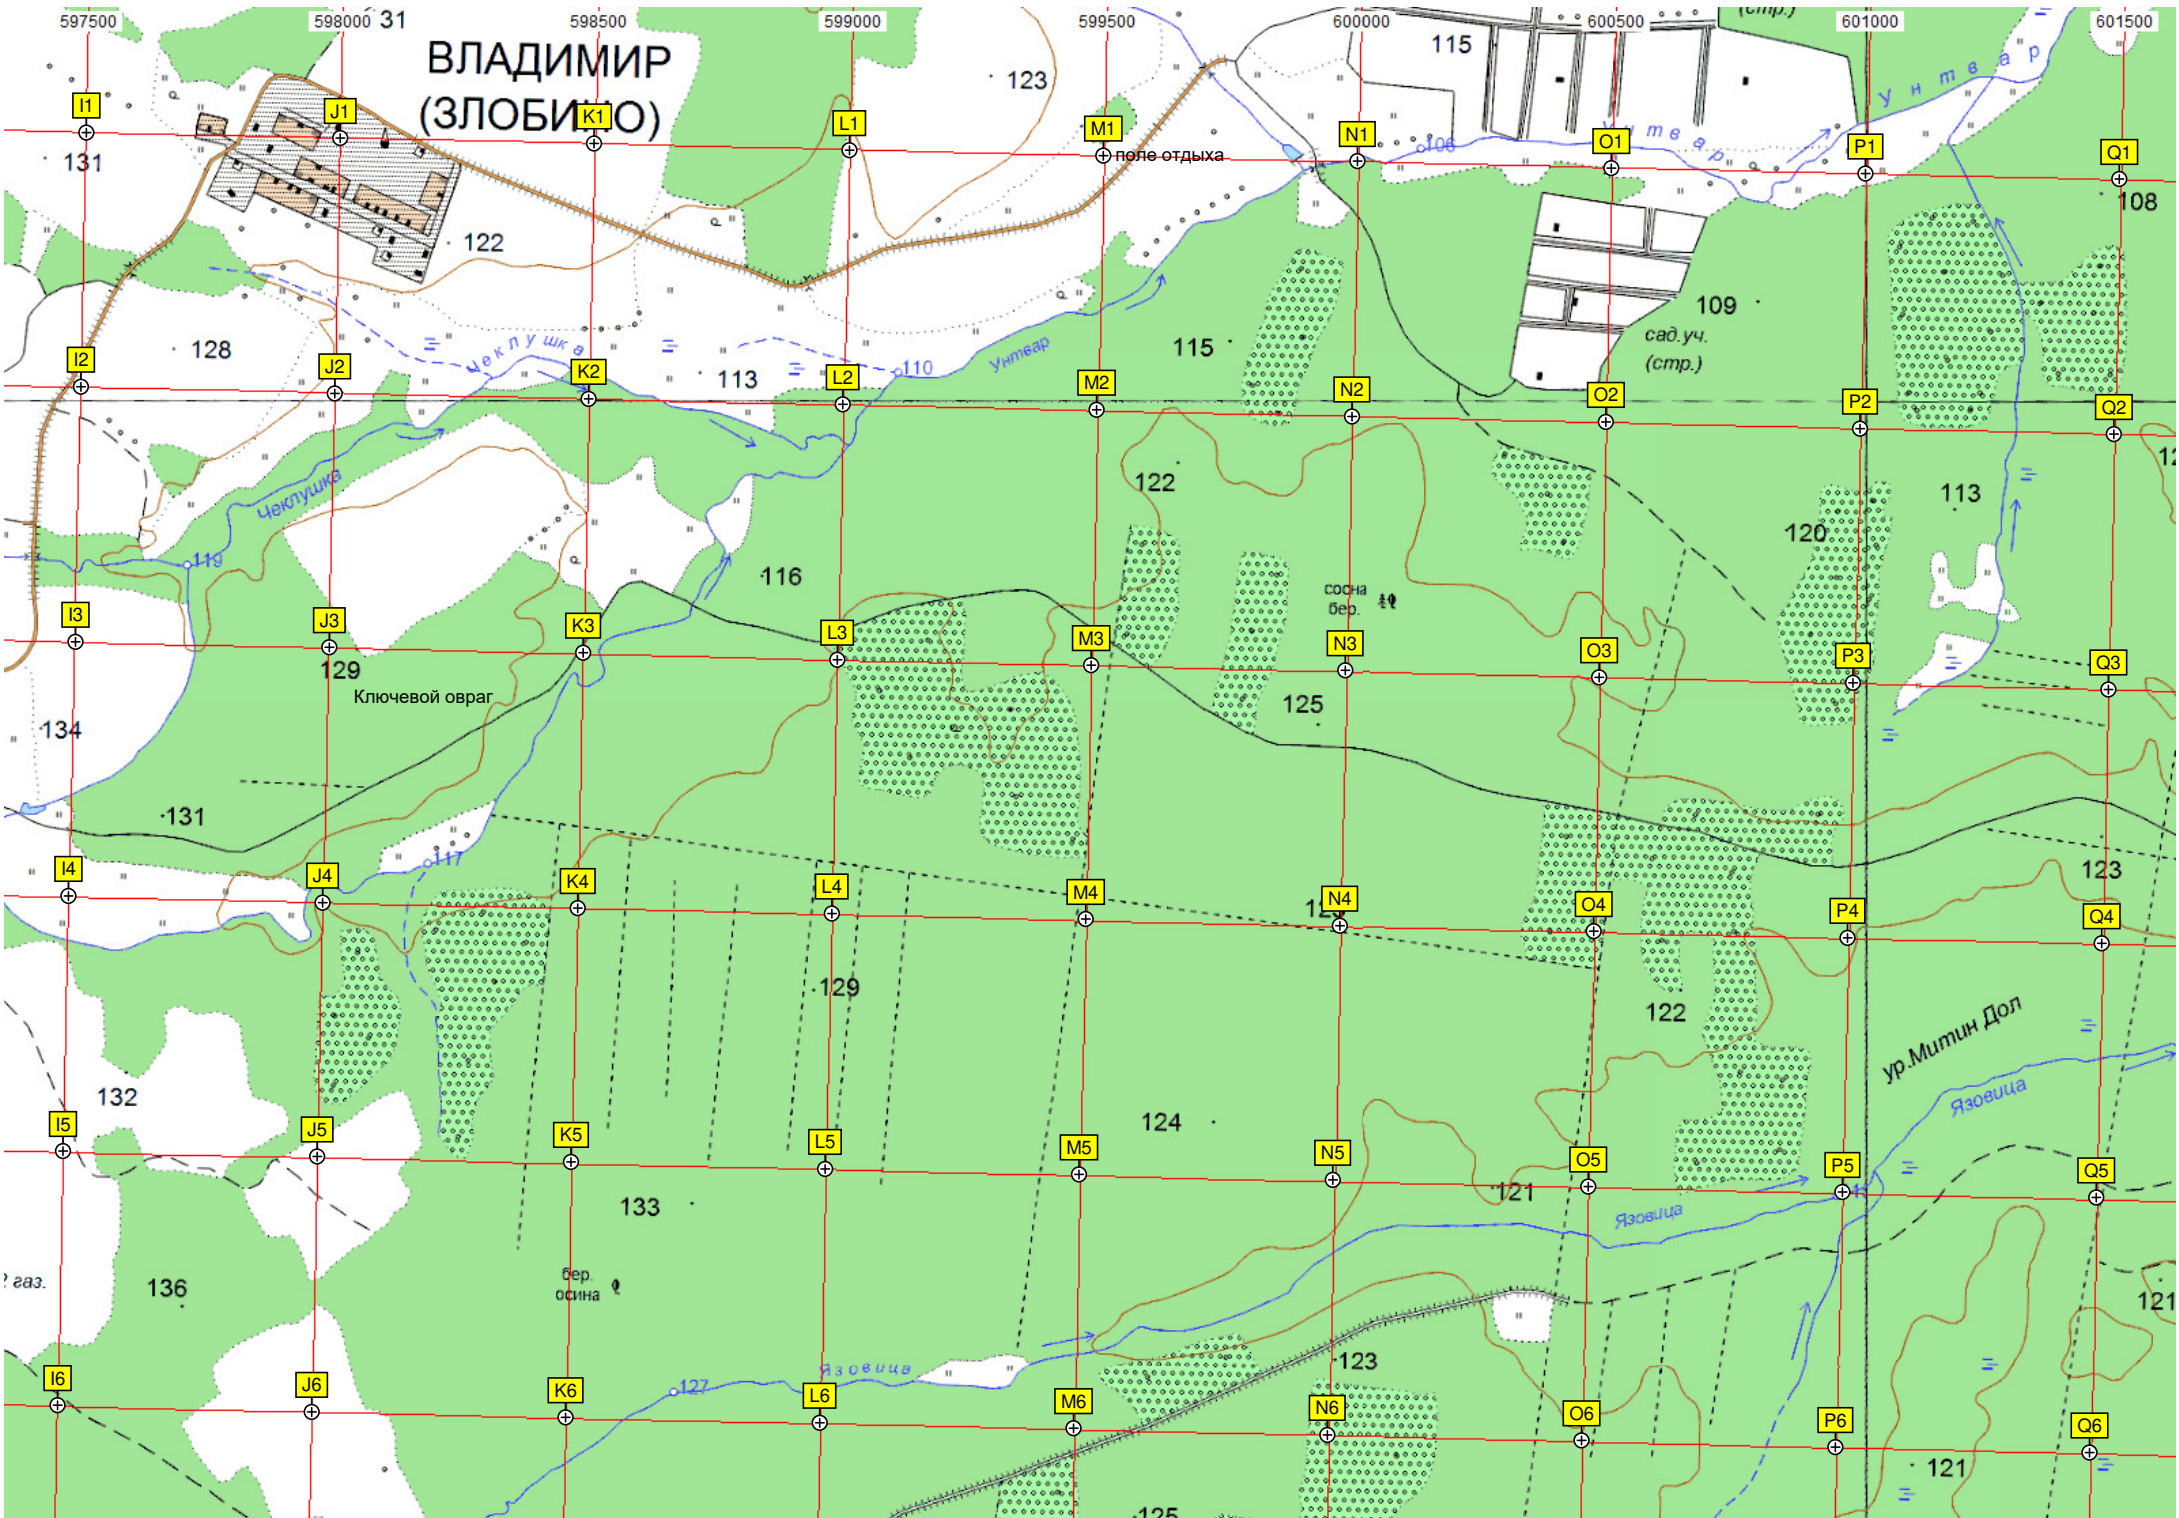 597500 598000 31 598500 599000 599500 600000 600500 (стр.) 601000 601500
ВЛАДИМИР
(ЗЛОБИНО)
123
115
Унтвар
I1 J1 K1 L1 M1 N1 O1 P1 Q1
131
поле отдыха
106
Унтвар
108
122
109
сад.уч.
(стр.)
128
Чеклушка
113
110
Унтвар
115
I2 J2 K2 L2 M2 N2 O2 P2 Q2
Чеклушка
122
113
120
119
116
сосна
бер.
I3 J3 K3 L3 M3 N3 O3 P3 Q3
129
Ключевой овраг
125
134
131
117
123
I4 J4 K4 L4 M4 N4 O4 P4 Q4
129
122
ур.Митин Дол
132
Язовица
124
I5 J5 K5 L5 M5 N5 O5 P5 Q5
133
121
Язовица
136
бер.
осина
121
123
Язовица
127
I6 J6 K6 L6 M6 N6 O6 P6 Q6
121
125